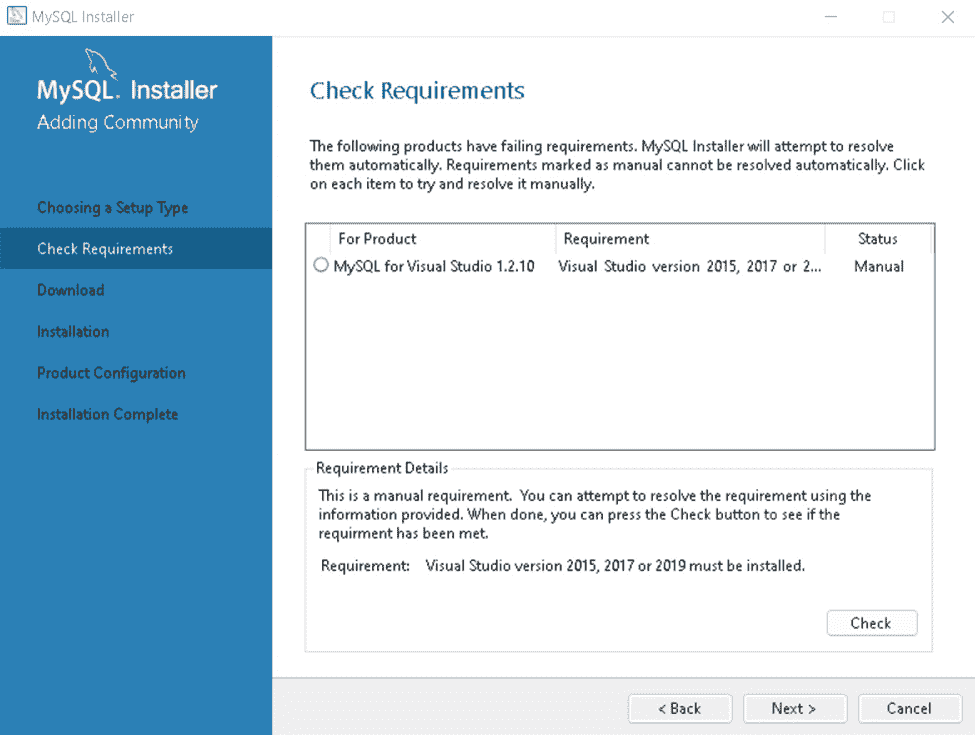 MySQL Installer
MySQL. Installer
Adding Community
Choosing a Setup Type
Check Requirements
Download
Installation
Product Configuration
Installation Complete
Check Requirements
The following products have failing requirements. MySQL Installer will attempt to resolve
them automatically. Requirements marked as manual cannot be resolved automatically. Click
on each item to try and resolve it manually.
For Product Requirement Status
MySQL for Visual Studio 1.2.10 Visual Studio version 2015, 2017 or 2... Manual
Requirement Details
This is a manual requirement. You can attempt to resolve the requirement using the
information provided. When done, you can press the Check button to see if the
requirment has been met.
Requirement: Visual Studio version 2015, 2017 or 2019 must be installed.
Check
< Back Next > Cancel